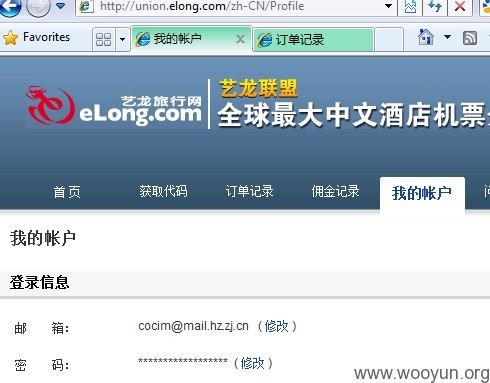 http://union.elong.com/zh-CN/Profile
Favorites
我的帐户
订单记录
艺龙旅行网
eLong.com
艺龙联盟
全球最大中文酒店机票
首页 获取代码 订单记录 佣金记录 我的帐户
我的帐户
登录信息
邮 箱: cocim@mail.hz.zj.cn (修改)
密 码: ****************** (修改)
www.wooyun.org